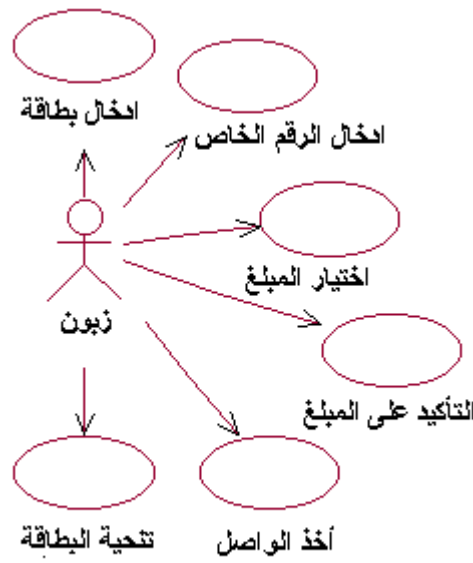 ادخال بطاقة
ادخال الرقم الخاص
اختيار المبلغ
زبون
التأكيد على المبلغ
أخذ الواصل
تنحية البطاقة